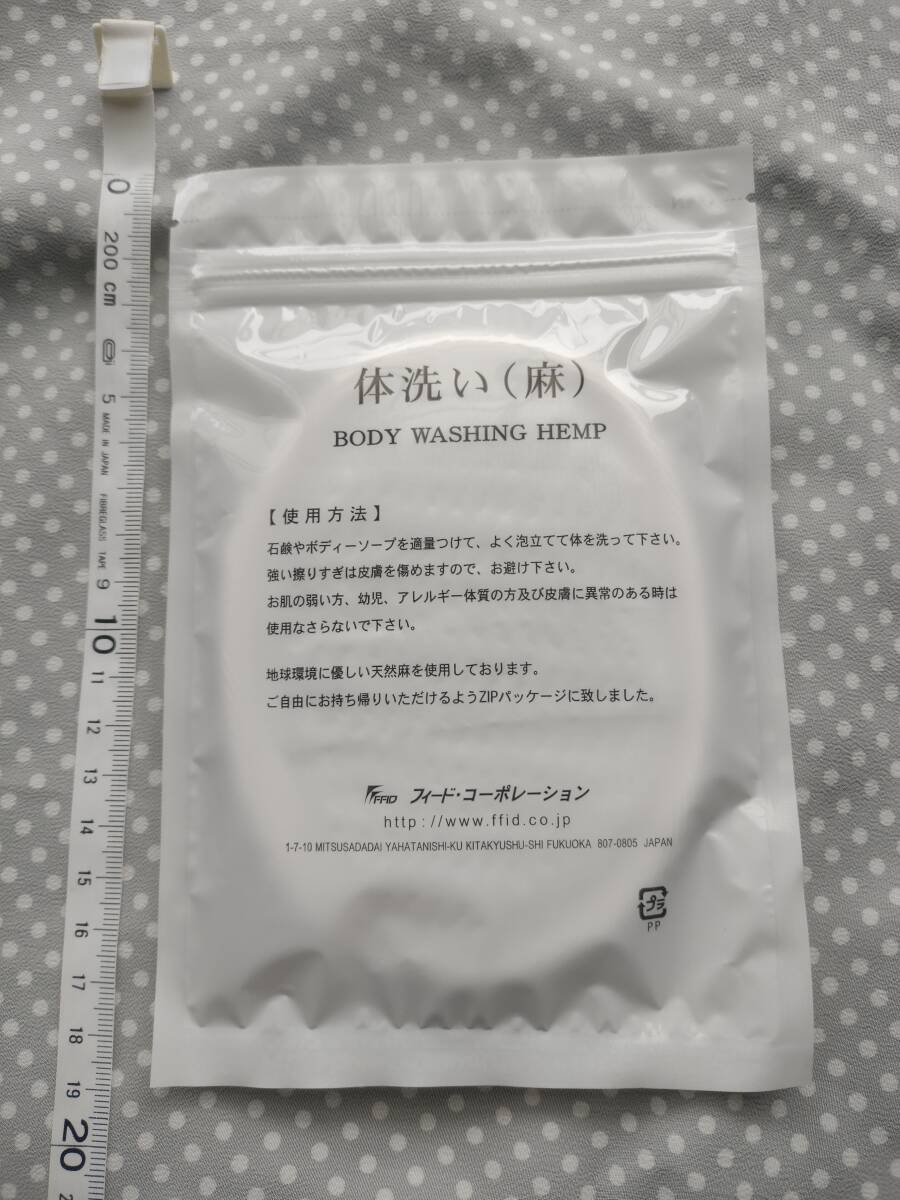 体洗い（麻）
BODY WASHING HEMP
【使用方法】
石鹸やボディーソープを適量つけて、よく泡立てて体を洗って下さい。
強い擦りすぎは皮膚を傷めますので、お避け下さい。
お肌の弱い方、幼児、アレルギー体質の方及び皮膚に異常のある時は
使用なさらないで下さい。
地球環境に優しい天然麻を使用しております。
ご自由にお持ち帰りいただけるようZIPパッケージに致しました。
FFID フィード・コーポレーション
http://www.ffid.co.jp
1-7-10 MITSUSADADAI YAHATANISHI-KU KITAKYUSHU-SHI FUKUOKA 807-0805 JAPAN
プラ
PP
0
200 cm
5
MADE IN JAPAN
FIBREGLASS TAPE
9
10
11
12
13
14
15
16
17
18
19
20